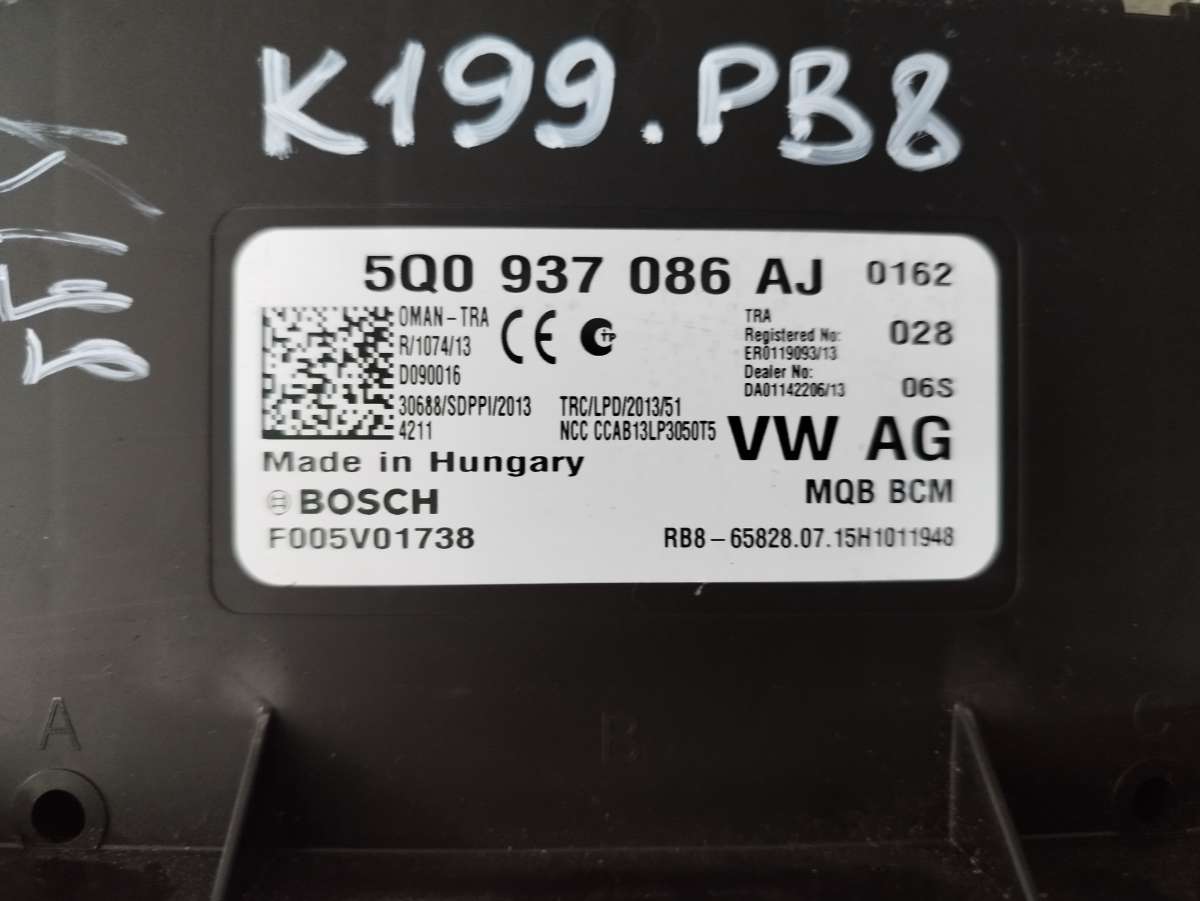 K199.PB8
5Q0 937 086 AJ 0162
OMAN-TRA
R/1074/13
D090016
30688/SDPPI/2013
4211
CE
TRC/LPD/2013/51
NCC CCAB13LP3050T5
TRA
Registered No:
ER0119093/13
Dealer No:
DA01142206/13
028
06S
VW AG
MQB BCM
Made in Hungary
BOSCH
F005V01738
RB8-65828.07.15H1011948
A
B
C